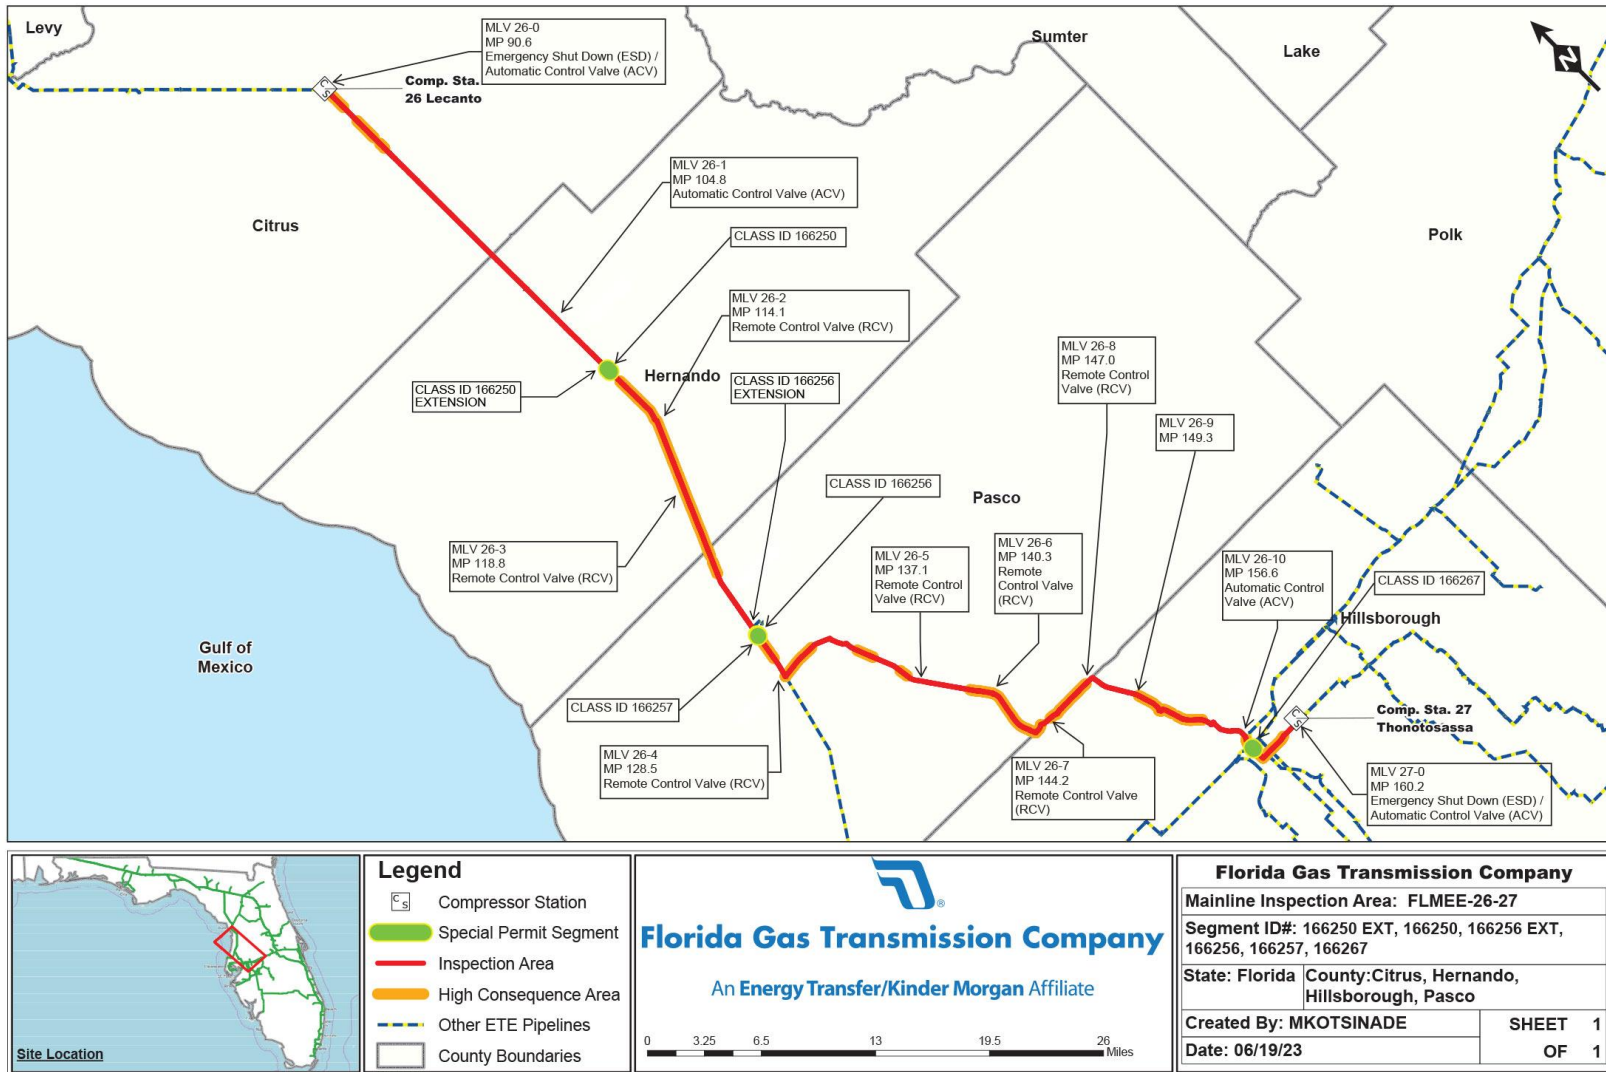 Levy
MLV 26-0
MP 90.6
Emergency Shut Down (ESD) /
Automatic Control Valve (ACV)
Comp. Sta.
26 Lecanto
C
S
Sumter
Lake
N
MLV 26-1
MP 104.8
Automatic Control Valve (ACV)
Citrus
CLASS ID 166250
Polk
MLV 26-2
MP 114.1
Remote Control Valve (RCV)
CLASS ID 166250
EXTENSION
Hernando
CLASS ID 166256
EXTENSION
MLV 26-8
MP 147.0
Remote Control
Valve (RCV)
MLV 26-9
MP 149.3
CLASS ID 166256
Pasco
MLV 26-3
MP 118.8
Remote Control Valve (RCV)
MLV 26-5
MP 137.1
Remote Control
Valve (RCV)
MLV 26-6
MP 140.3
Remote
Control Valve
(RCV)
MLV 26-10
MP 156.6
Automatic Control
Valve (ACV)
CLASS ID 166267
Hillsborough
Gulf of
Mexico
CLASS ID 166257
C
S
Comp. Sta. 27
Thonotosassa
MLV 26-4
MP 128.5
Remote Control Valve (RCV)
MLV 26-7
MP 144.2
Remote Control Valve
(RCV)
MLV 27-0
MP 160.2
Emergency Shut Down (ESD) /
Automatic Control Valve (ACV)
Site Location
Legend
C S Compressor Station
Special Permit Segment
Inspection Area
High Consequence Area
Other ETE Pipelines
County Boundaries
®
Florida Gas Transmission Company
An Energy Transfer/Kinder Morgan Affiliate
0 3.25 6.5 13 19.5 26
Miles
Florida Gas Transmission Company
Mainline Inspection Area: FLMEE-26-27
Segment ID#: 166250 EXT, 166250, 166256 EXT,
166256, 166257, 166267
State: Florida County:Citrus, Hernando,
Hillsborough, Pasco
Created By: MKOTSINADE SHEET 1
Date: 06/19/23 OF 1